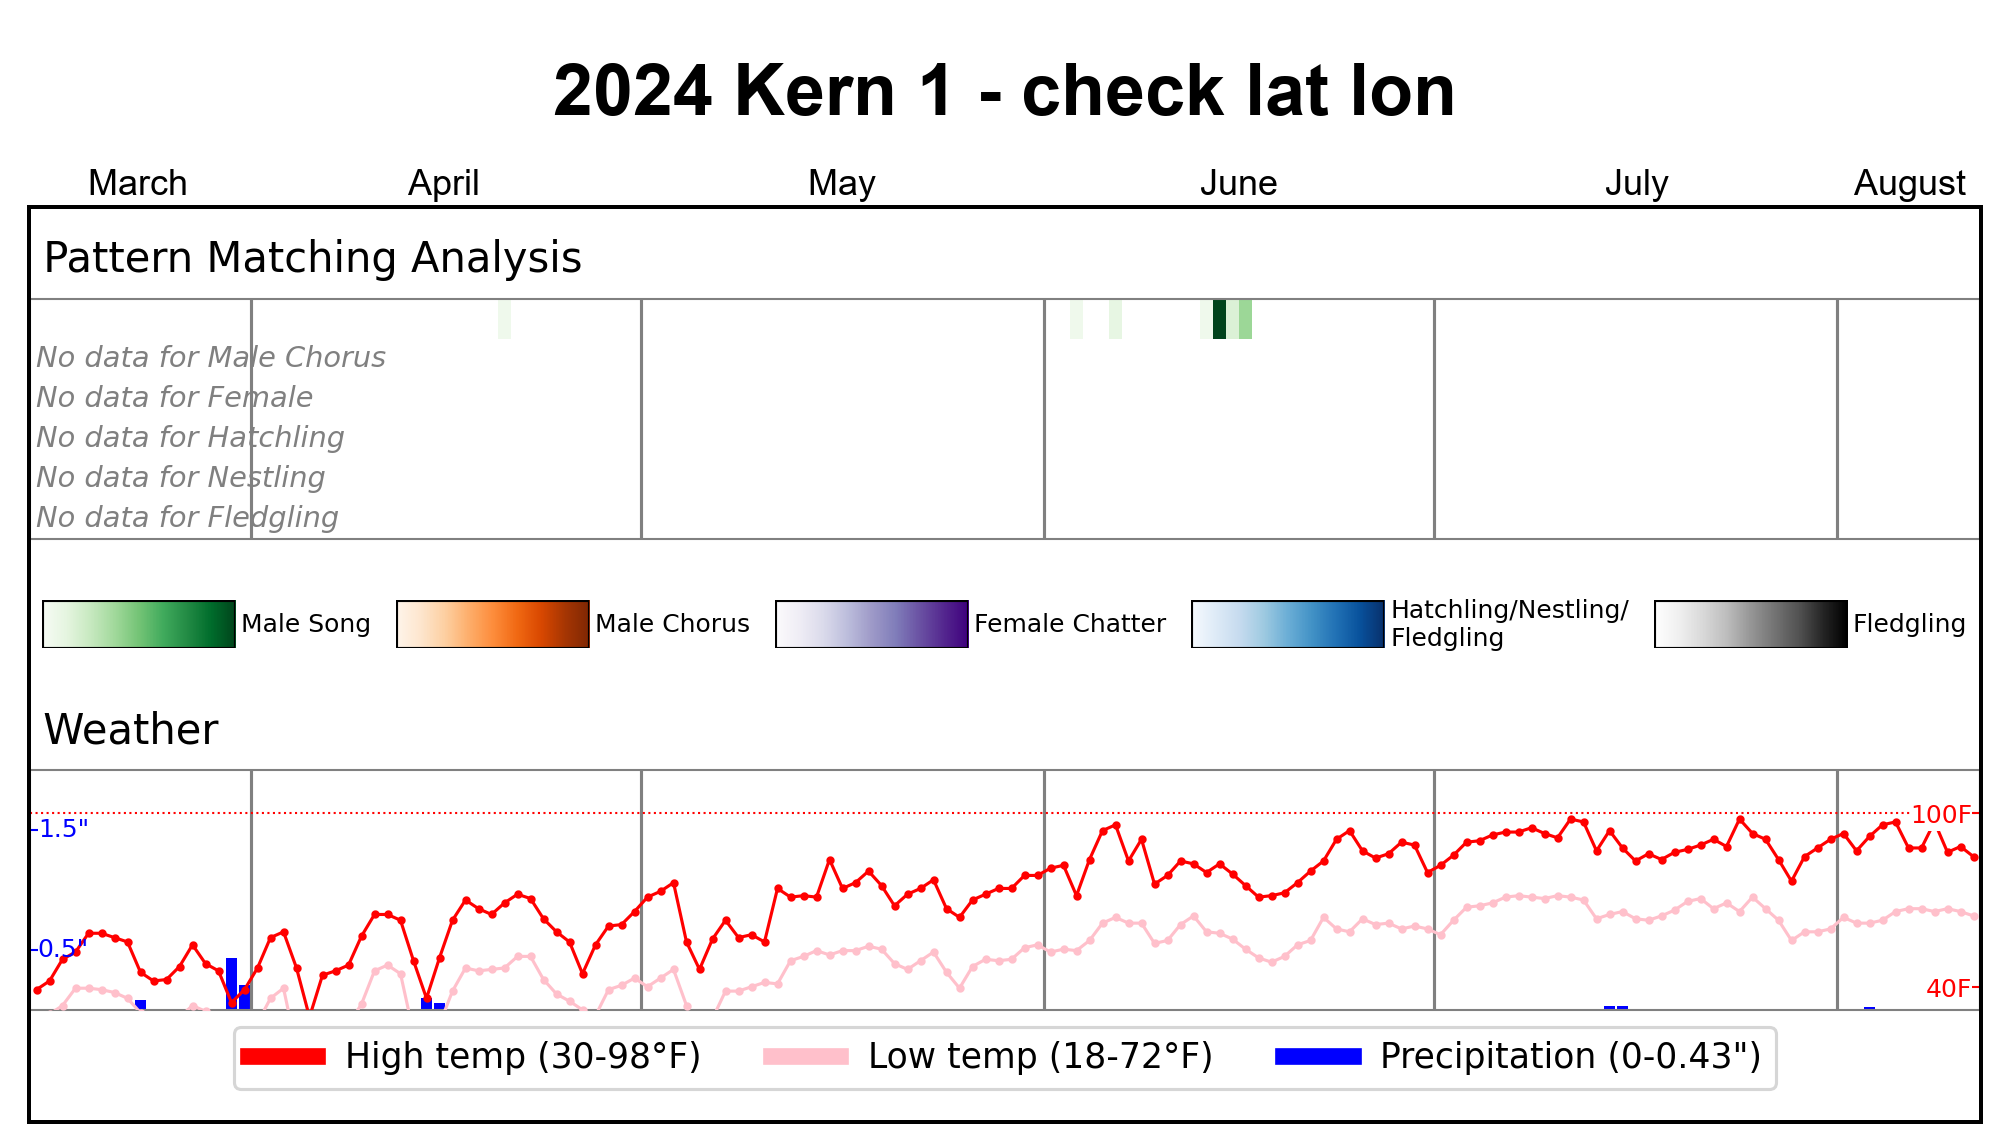 2024 Kern 1 - check lat lon
March April May June July August
Pattern Matching Analysis
No data for Male Chorus
No data for Female
No data for Hatchling
No data for Nestling
No data for Fledgling
Male Song
Male Chorus
Female Chatter
Hatchling/Nestling/
Fledgling
Fledgling
Weather
1.5"
100F
0.5"
40F
High temp (30-98°F) Low temp (18-72°F) Precipitation (0-0.43")